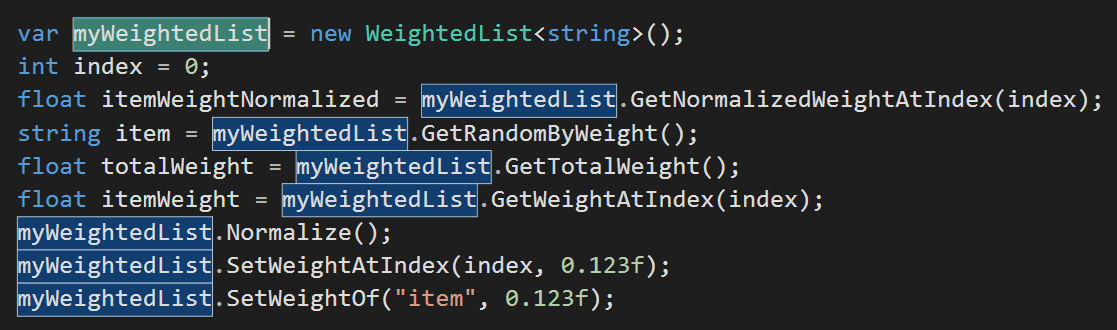 var myWeightedList = new WeightedList<string>();
int index = 0;
float itemWeightNormalized = myWeightedList.GetNormalizedWeightAtIndex(index);
string item = myWeightedList.GetRandomByWeight();
float totalWeight = myWeightedList.GetTotalWeight();
float itemWeight = myWeightedList.GetWeightAtIndex(index);
myWeightedList.Normalize();
myWeightedList.SetWeightAtIndex(index, 0.123f);
myWeightedList.SetWeightOf("item", 0.123f);